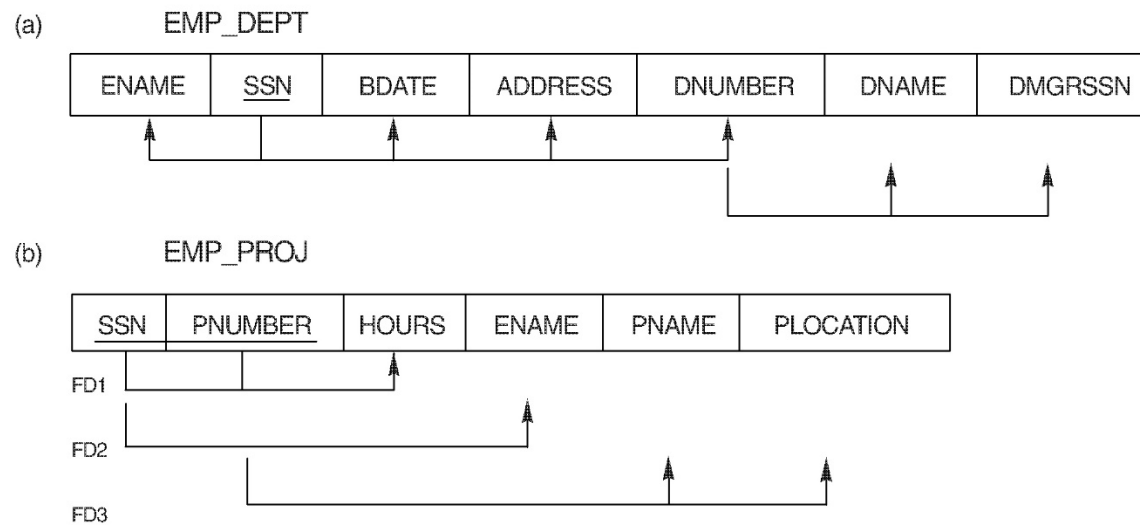 (a) EMP_DEPT
ENAME SSN BDATE ADDRESS DNUMBER DNAME DMGRSSN
(b) EMP_PROJ
SSN PNUMBER HOURS ENAME PNAME PLOCATION
FD1
FD2
FD3